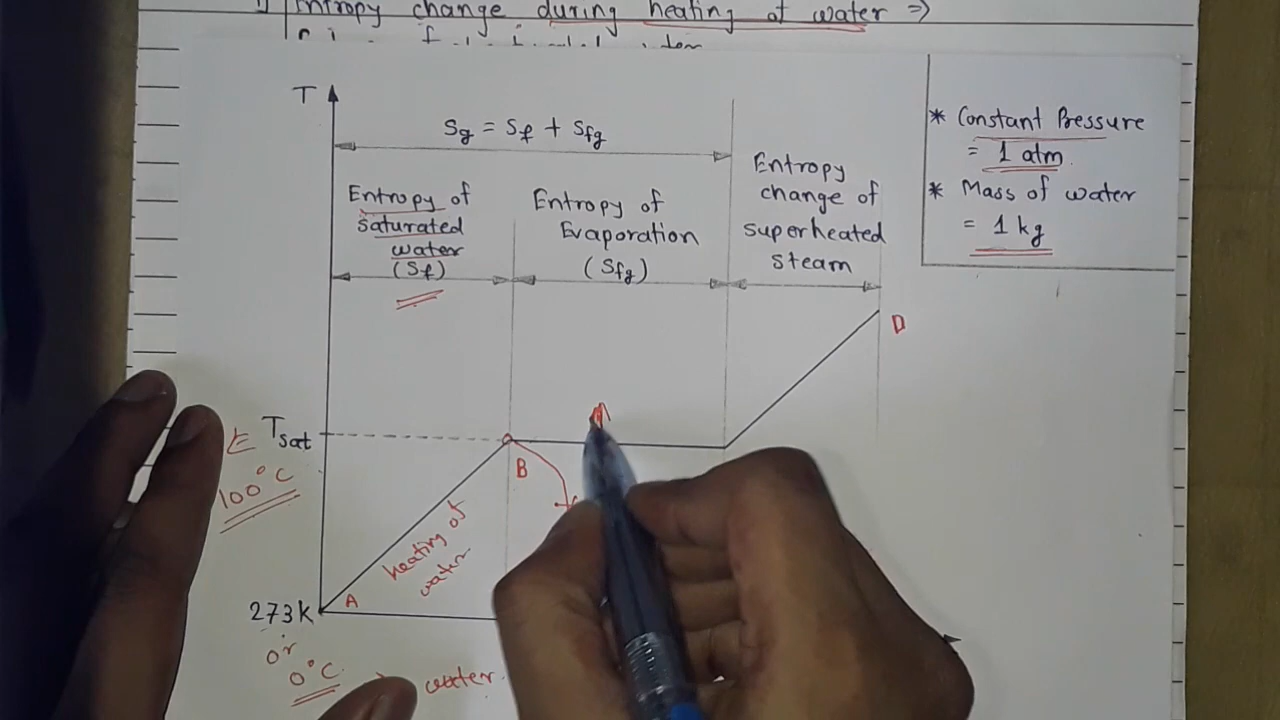 1) Entropy change during heating of water ⇒
T
Sg = Sf + Sfg
Entropy of
saturated
water
(Sf)
Entropy of
Evaporation
(Sfg)
Entropy
change of
superheated
steam
* Constant Pressure
= 1 atm.
* Mass of water
= 1 kg
D
Tsat
100°C
B
heating of
water
A
273K
or
0°C
water